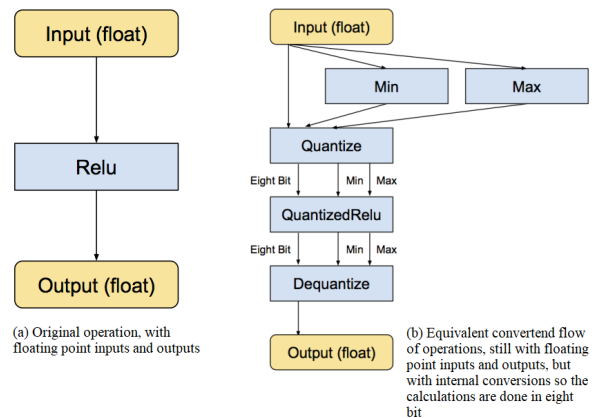 Input (float)
Relu
Output (float)
(a) Original operation, with
floating point inputs and outputs
Input (float)
Min
Max
Quantize
Eight Bit
Min
Max
QuantizedRelu
Eight Bit
Min
Max
Dequantize
Output (float)
(b) Equivalent convertend flow
of operations, still with floating
point inputs and outputs, but
with internal conversions so the
calculations are done in eight
bit